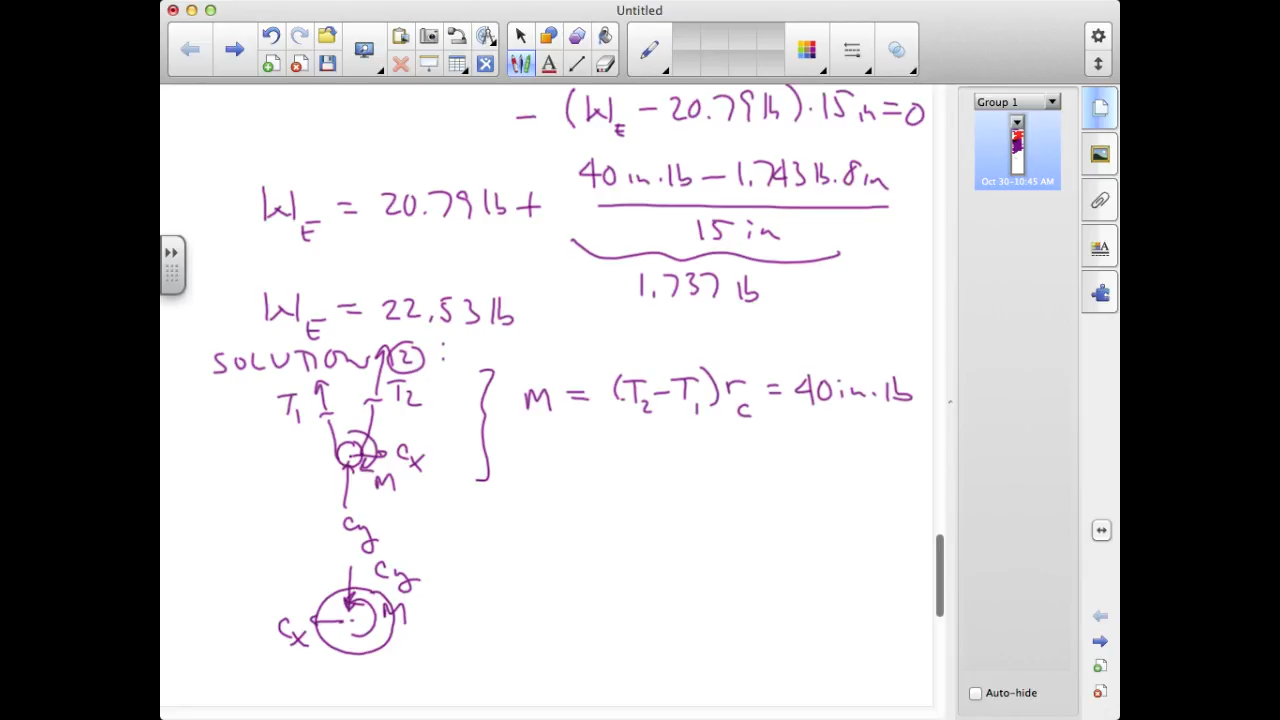 Untitled
Group 1
Oct 30-10:45 AM
Auto-hide
- (W_E - 20.79 lb) · 15 in = 0
W_E = 20.79 lb + (40 in·lb - 1.743 lb·8in) / 15 in
1.737 lb
W_E = 22.53 lb
SOLUTION 2 :
T_1 T_2
M = (T_2 - T_1) r_c = 40 in·lb
C_x
M
C_y
C_y
M
C_x